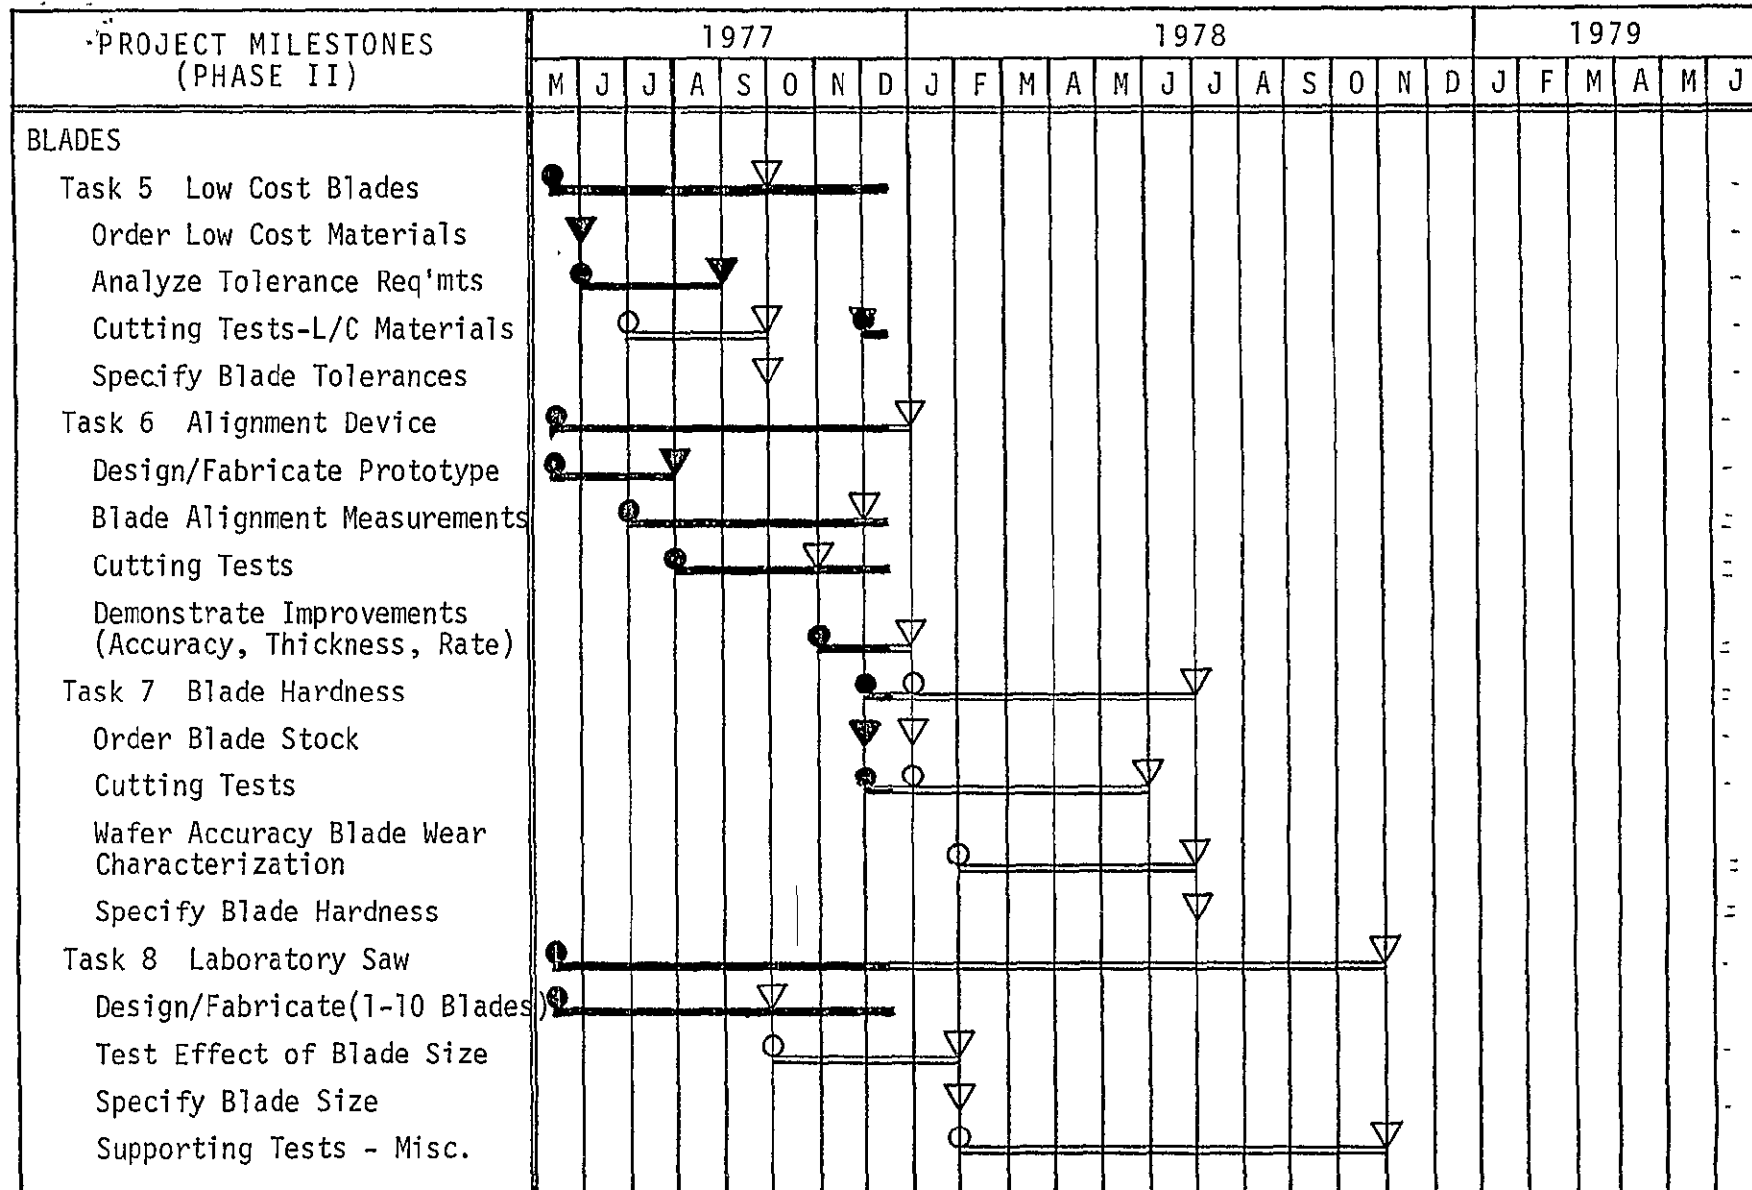 PROJECT MILESTONES
(PHASE II)
1977 1978 1979
M J J A S O N D J F M A M J J A S O N D J F M A M J
BLADES
Task 5 Low Cost Blades
Order Low Cost Materials
Analyze Tolerance Req'mts
Cutting Tests-L/C Materials
Specify Blade Tolerances
Task 6 Alignment Device
Design/Fabricate Prototype
Blade Alignment Measurements
Cutting Tests
Demonstrate Improvements
(Accuracy, Thickness, Rate)
Task 7 Blade Hardness
Order Blade Stock
Cutting Tests
Wafer Accuracy Blade Wear
Characterization
Specify Blade Hardness
Task 8 Laboratory Saw
Design/Fabricate(1-10 Blades)
Test Effect of Blade Size
Specify Blade Size
Supporting Tests - Misc.